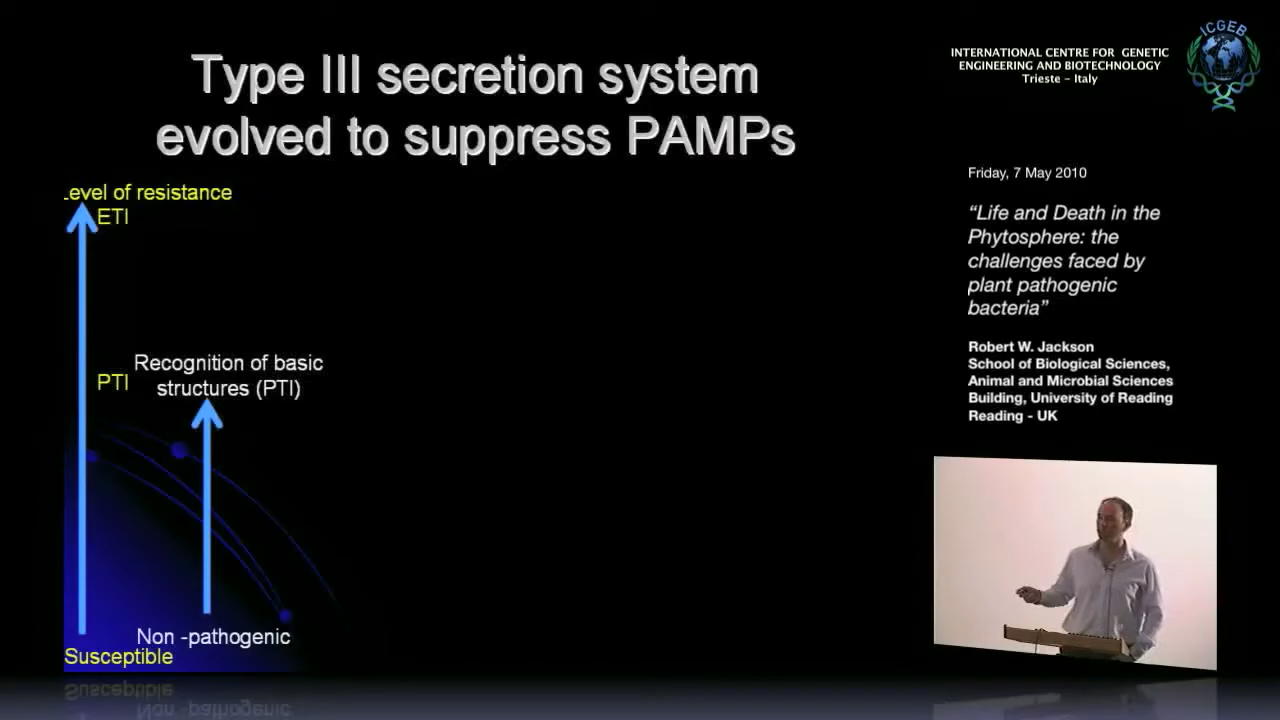 Type III secretion system
evolved to suppress PAMPs
Level of resistance
ETI
PTI
Recognition of basic
structures (PTI)
Non -pathogenic
Susceptible
INTERNATIONAL CENTRE FOR GENETIC
ENGINEERING AND BIOTECHNOLOGY
Trieste - Italy
ICGEB
Friday, 7 May 2010
“Life and Death in the
Phytosphere: the
challenges faced by
plant pathogenic
bacteria”
Robert W. Jackson
School of Biological Sciences,
Animal and Microbial Sciences
Building, University of Reading
Reading - UK